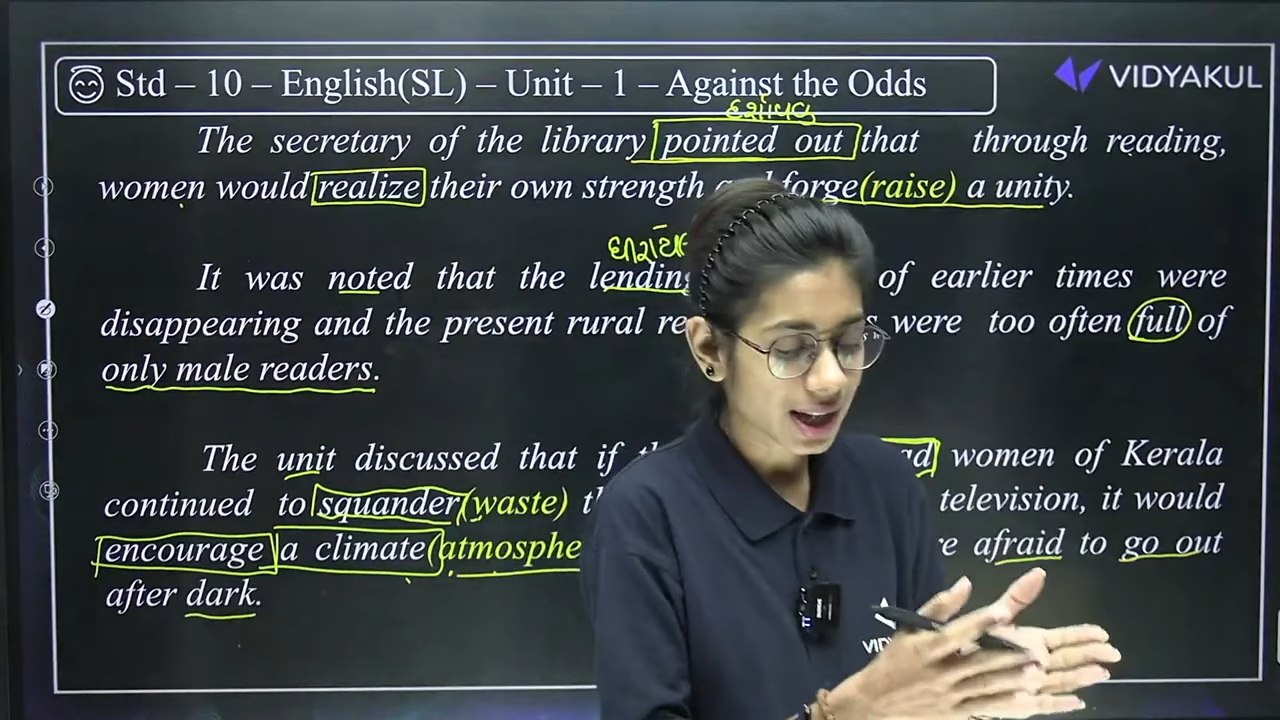 Std – 10 – English(SL) – Unit – 1 – Against the Odds
VIDYAKUL
The secretary of the library pointed out that through reading,
women would realize their own strength forge(raise) a unity.
It was noted that the lending of earlier times were
disappearing and the present rural were too often full of
only male readers.
The unit discussed that if women of Kerala
continued to squander(waste) television, it would
encourage a climate( afraid to go out
after dark.